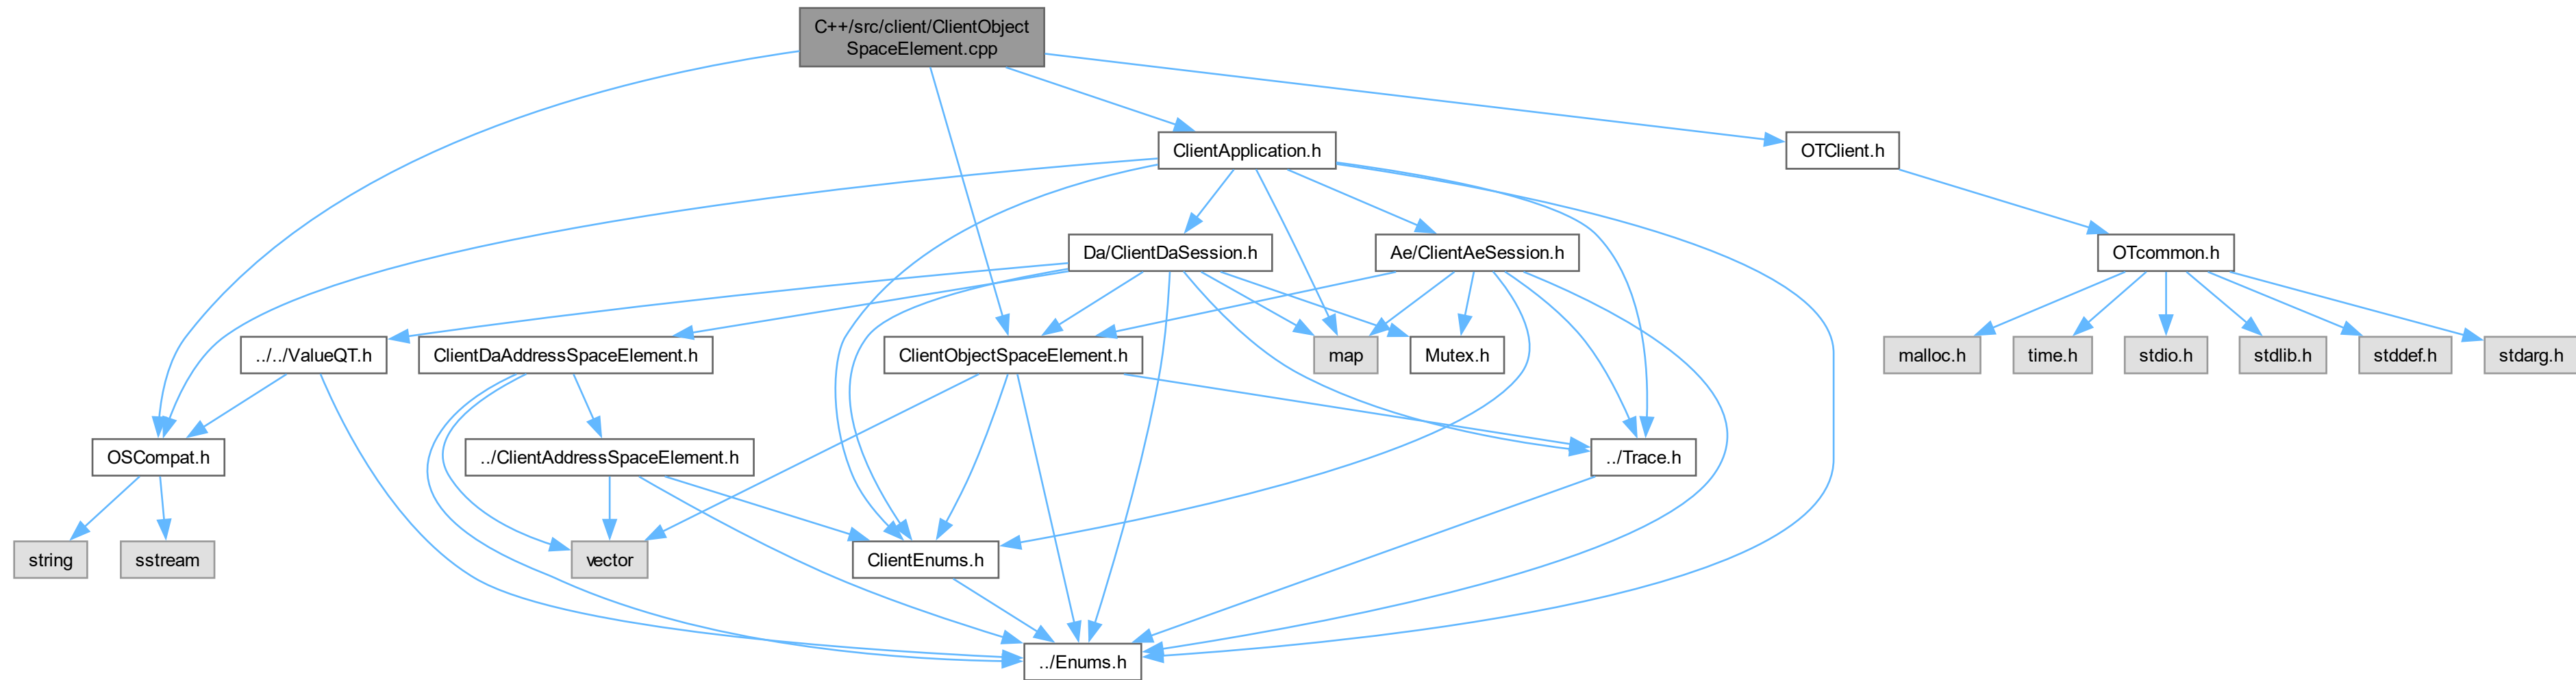 C++/src/client/ClientObject
SpaceElement.cpp
ClientApplication.h
OTClient.h
Da/ClientDaSession.h
Ae/ClientAeSession.h
OTcommon.h
../../ValueQT.h
ClientDaAddressSpaceElement.h
ClientObjectSpaceElement.h
map
Mutex.h
malloc.h
time.h
stdio.h
stdlib.h
stddef.h
stdarg.h
OSCompat.h
../ClientAddressSpaceElement.h
../Trace.h
string
sstream
vector
ClientEnums.h
../Enums.h